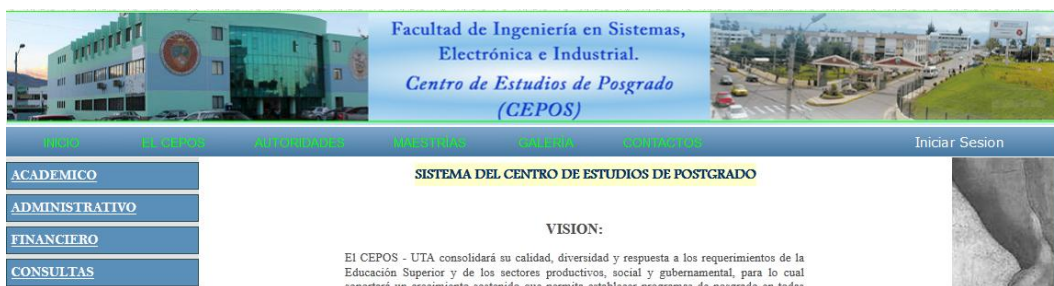 Facultad de Ingeniería en Sistemas,
Electrónica e Industrial.
Centro de Estudios de Posgrado
(CEPOS)
INICIO EL CEPOS AUTORIDADES MAESTRÍAS GALERÍA CONTACTOS Iniciar Sesion
ACADEMICO
ADMINISTRATIVO
FINANCIERO
CONSULTAS
SISTEMA DEL CENTRO DE ESTUDIOS DE POSTGRADO
VISION:
El CEPOS - UTA consolidará su calidad, diversidad y respuesta a los requerimientos de la
Educación Superior y de los sectores productivos, social y gubernamental, para lo cual